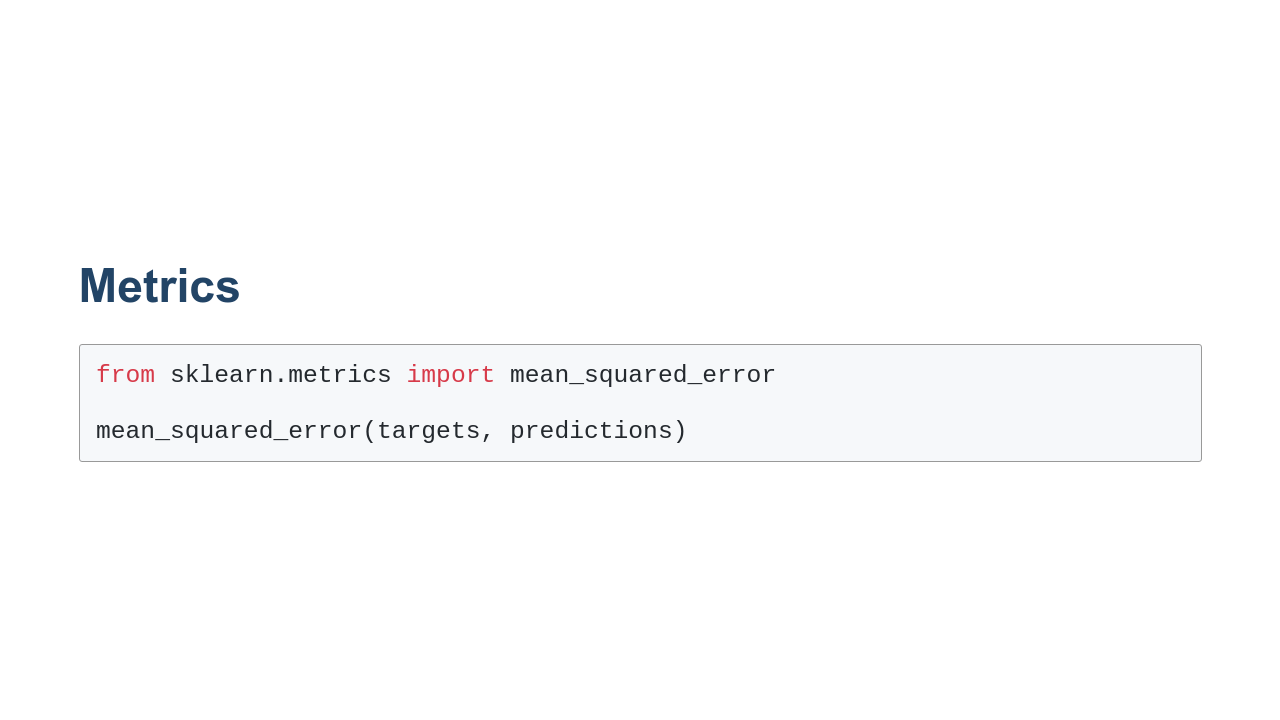 Metrics
from sklearn.metrics import mean_squared_error
mean_squared_error(targets, predictions)